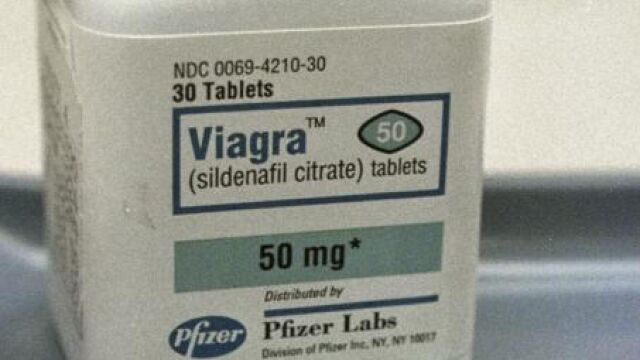 NDC 0069-4210-30
30 Tablets
Viagra™ 50
(sildenafil citrate) tablets
50 mg*
Distributed by
Pfizer Pfizer Labs
Division of Pfizer Inc, NY, NY 10017